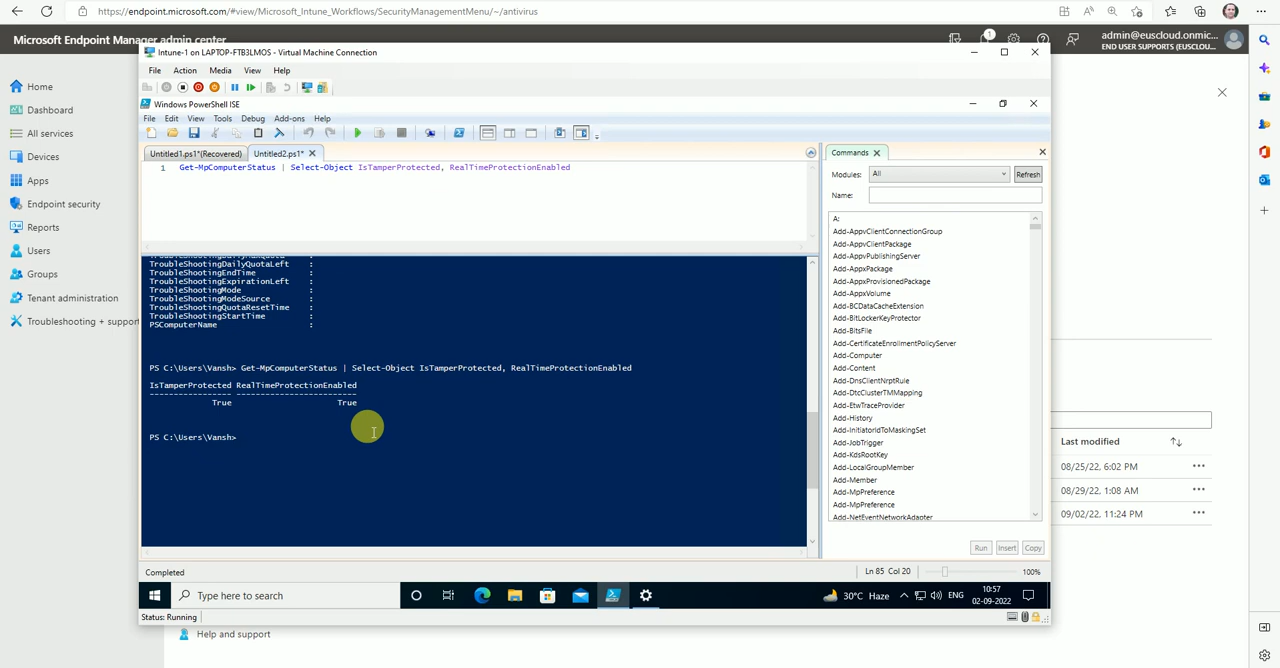 https://endpoint.microsoft.com/#view/Microsoft_Intune_Workflows/SecurityManagementMenu/~/antivirus
Microsoft Endpoint Manager admin center
1
admin@euscloud.onmic...
END USER SUPPORTS (EUSCLOU...
Home
Dashboard
All services
Devices
Apps
Endpoint security
Reports
Users
Groups
Tenant administration
Troubleshooting + support
Intune-1 on LAPTOP-FTB3LMOS - Virtual Machine Connection
File Action Media View Help
Windows PowerShell ISE
File Edit View Tools Debug Add-ons Help
Untitled1.ps1*(Recovered) Untitled2.ps1*
1 Get-MpComputerStatus | Select-Object IsTamperProtected, RealTimeProtectionEnabled
TroubleShootingDailyQuotaLeft :
TroubleShootingEndTime :
TroubleShootingExpirationLeft :
TroubleShootingMode :
TroubleShootingModeSource :
TroubleShootingQuotaResetTime :
TroubleShootingStartTime :
PSComputerName :
PS C:\Users\Vansh> Get-MpComputerStatus | Select-Object IsTamperProtected, RealTimeProtectionEnabled
IsTamperProtected RealTimeProtectionEnabled
----------------- -------------------------
True True
PS C:\Users\Vansh>
Commands
Modules: All Refresh
Name:
A:
Add-AppvClientConnectionGroup
Add-AppvClientPackage
Add-AppvPublishingServer
Add-AppxPackage
Add-AppxProvisionedPackage
Add-AppxVolume
Add-BCDataCacheExtension
Add-BitLockerKeyProtector
Add-BitsFile
Add-CertificateEnrollmentPolicyServer
Add-Computer
Add-Content
Add-DnsClientNrptRule
Add-DtcClusterTMMapping
Add-EtwTraceProvider
Add-History
Add-InitiatorIdToMaskingSet
Add-JobTrigger
Add-KdsRootKey
Add-LocalGroupMember
Add-Member
Add-MpPreference
Add-MpPreference
Add-NetEventNetworkAdapter
Run Insert Copy
Completed
Ln 85 Col 20 100%
Type here to search
30°C Haze ENG
10:57
02-09-2022
Status: Running
Help and support
Last modified
08/25/22, 6:02 PM
08/29/22, 1:08 AM
09/02/22, 11:24 PM